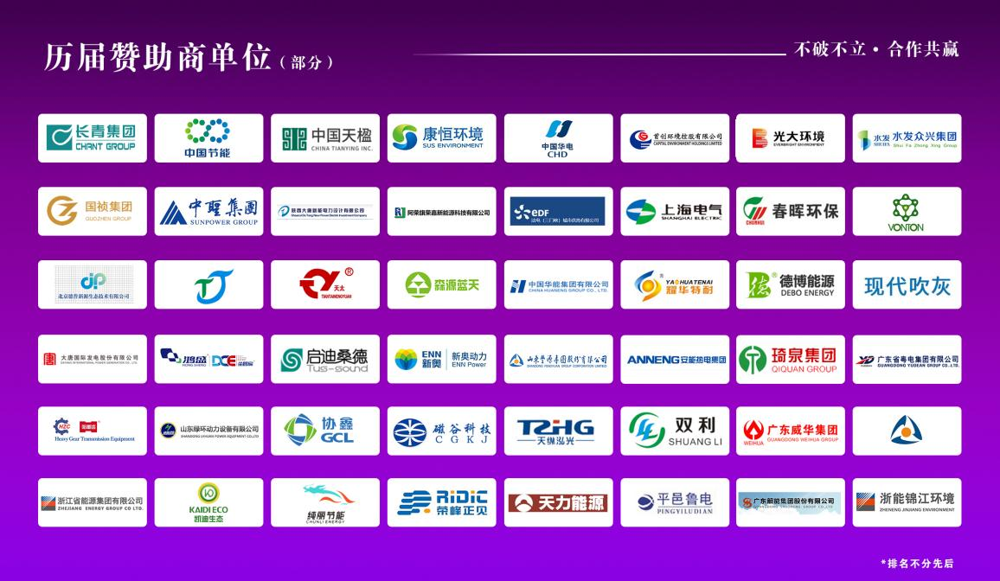 历届赞助商单位（部分）
不破不立·合作共赢
长青集团
CHANT GROUP
中国节能
中国天楹
CHINA TIANYING INC.
康恒环境
SUS ENVIRONMENT
中国华电
CHD
首创环境控股有限公司
CAPITAL ENVIRONMENT HOLDINGS LIMITED
光大环境
EVERBRIGHT ENVIRONMENT
水发
SHUIFA
水发众兴集团
Shui Fa Zhong Xing Group
国祯集团
GUOZHEN GROUP
中圣集团
SUNPOWER GROUP
陕西大唐新能电力设计有限公司
阿荣旗荣嘉新能源科技有限公司
edf
法电（三门峡）城市供热有限公司
上海电气
SHANGHAI ELECTRIC
春晖环保
CHUNHUI
VONTON
北京德普新源生态技术有限公司
天太
TIANTAIHENGYUAN
森源蓝天
中国华能集团有限公司
CHINA HUANENG GROUP CO., LTD.
YAOHUATENAI
耀华特耐
德
德博能源
DEBO ENERGY
现代吹灰
大唐国际发电股份有限公司
DATANG INTERNATIONAL POWER GENERATION CO., LTD.
鸿盛
HONG SHENG
DCE
启迪桑德
Tus-sound
ENN
新奥
新奥动力
ENN Power
山东丰源集团股份有限公司
SHANDONG FENGYUAN GROUP CORPORATION LIMITED
ANNENG安能热电集团
琦泉集团
QIQUAN GROUP
YD
广东省粤电集团有限公司
GUANGDONG YUDEAN GROUP CO.,LTD.
HZC
Heavy Gear Transmission Equipment
山东绿环动力设备有限公司
SHANDONG LVHUAN POWER EQUIPMENT CO.,LTD
协鑫
GCL
磁谷科技
CGKJ
TZHG
天纵泓光
双利
SHUANG LI
WEIHUA
广东威华集团
GUANGDONG WEIHUA GROUP
浙江省能源集团有限公司
ZHEJIANG ENERGY GROUP CO LTD.
KAIDI ECO
凯迪生态
纯丽节能
CHUNLI ENERGY
RiDiC
荣峰正贝
天力能源
平邑鲁电
PINGYILUDIAN
广东韶能集团股份有限公司
浙能锦江环境
ZHENENG JINJIANG ENVIRONMENT
*排名不分先后